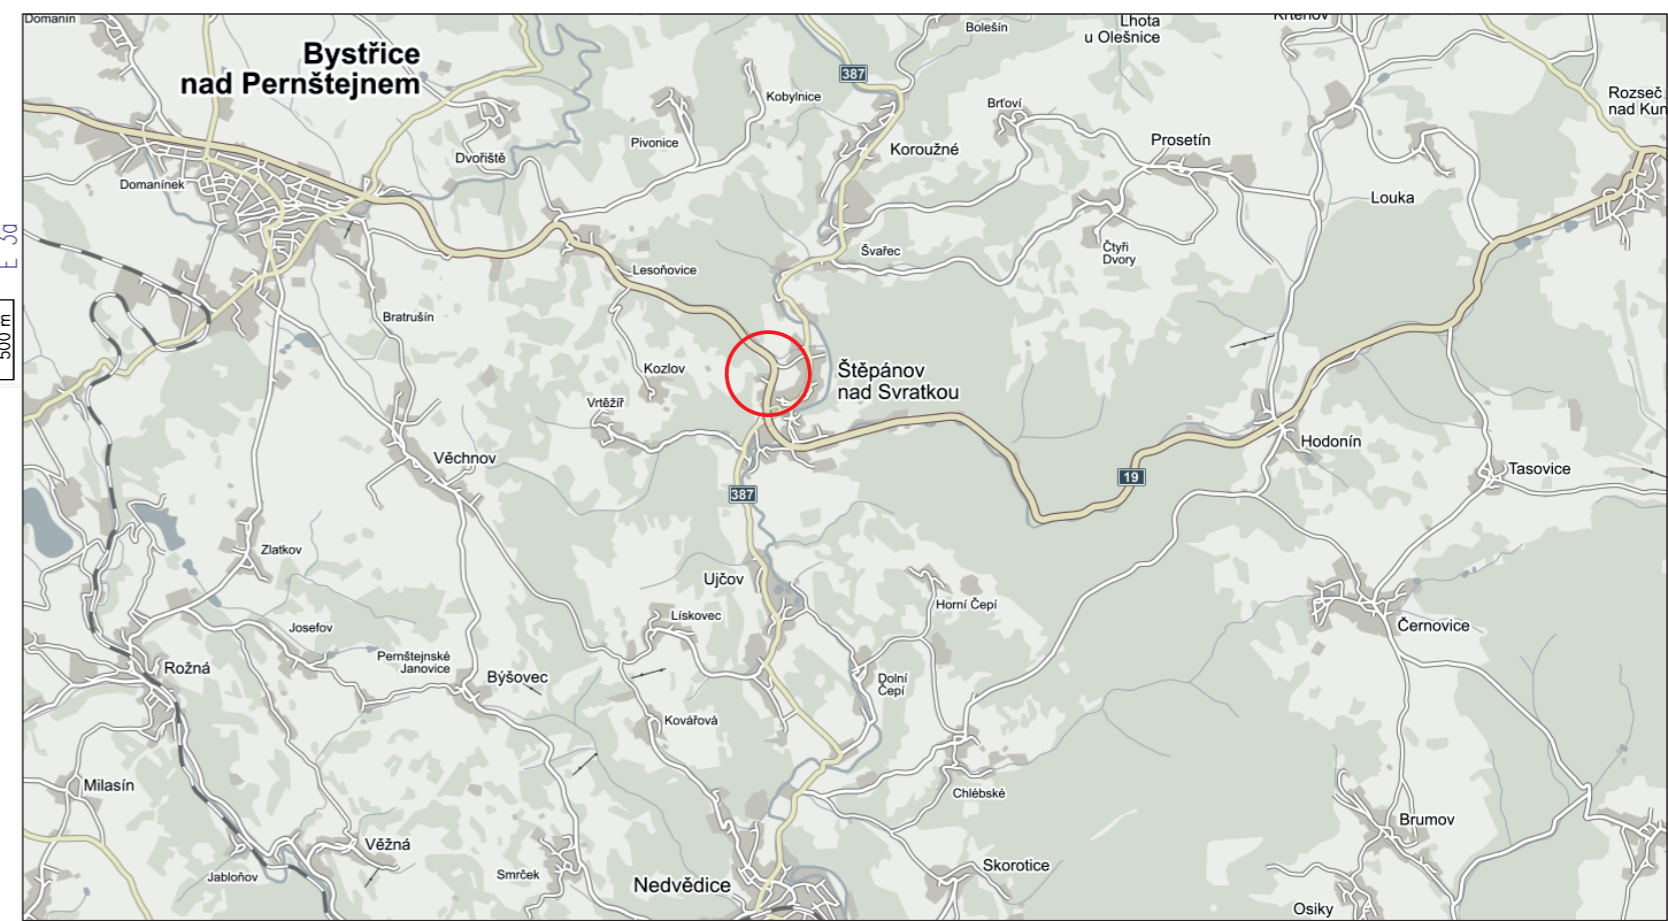 Domanín
Bystřice
nad Pernštejnem
387
Bolešín
Lhota
u Olešnice
Křtěnov
Rozseč
nad Kun
Kobylnice
Brťoví
Pivonice
Koroužné
Prosetín
Dvořiště
Domanínek
Louka
Švařec
Čtyři
Dvory
Lesoňovice
Bratrušín
500 m
Kozlov
Štěpánov
nad Svratkou
Vrtěžíř
Hodonín
Věchnov
Tasovice
19
387
Zlatkov
Ujčov
Horní Čepí
Lískovec
Josefov
Černovice
Pernštejnské
Janovice
Rožná
Býšovec
Dolní
Čepí
Kovářová
Milasín
Chlébské
Brumov
Věžná
Skorotice
Jabloňov
Smrček
Nedvědice
Osiky